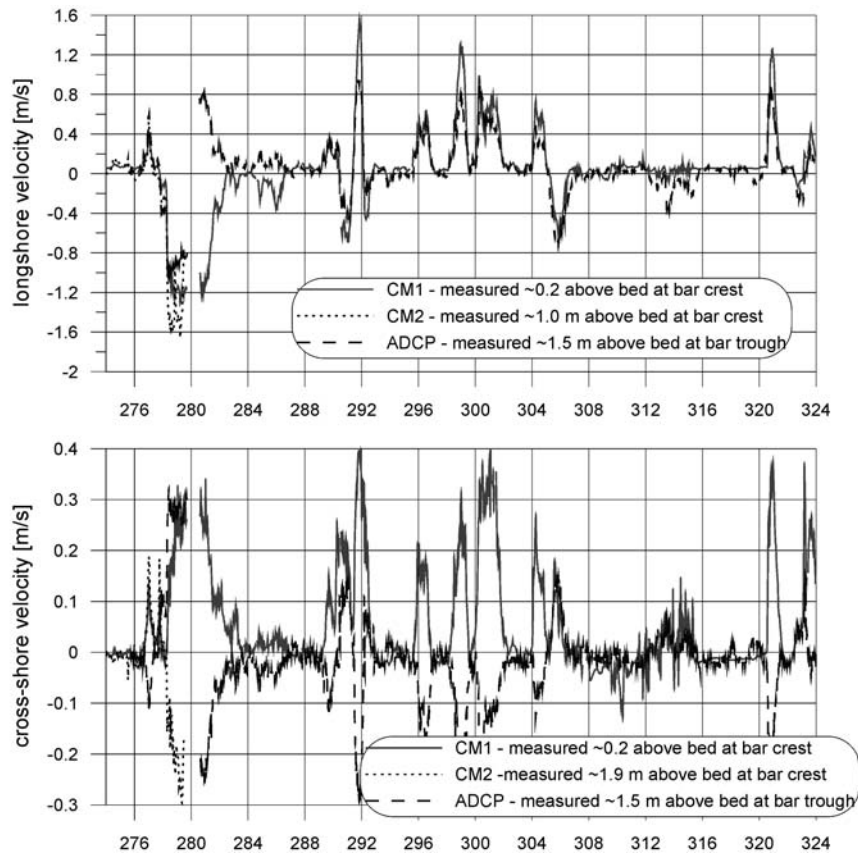 longshore velocity [m/s]
1.6
1.2
0.8
0.4
0
-0.4
-0.8
-1.2
-1.6
-2
CM1 - measured ~0.2 above bed at bar crest
CM2 - measured ~1.0 m above bed at bar crest
ADCP - measured ~1.5 m above bed at bar trough
276 280 284 288 292 296 300 304 308 312 316 320 324
cross-shore velocity [m/s]
0.4
0.3
0.2
0.1
0
-0.1
-0.2
-0.3
CM1 - measured ~0.2 above bed at bar crest
CM2 -measured ~1.9 m above bed at bar crest
ADCP - measured ~1.5 m above bed at bar trough
276 280 284 288 292 296 300 304 308 312 316 320 324